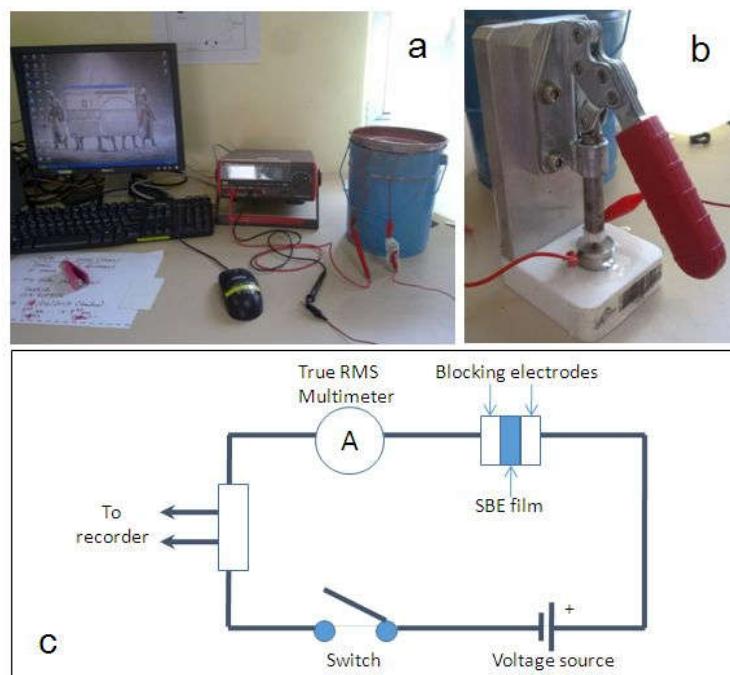 a
b
True RMS
Multimeter
Blocking electrodes
A
SBE film
To
recorder
+
Switch
Voltage source
c